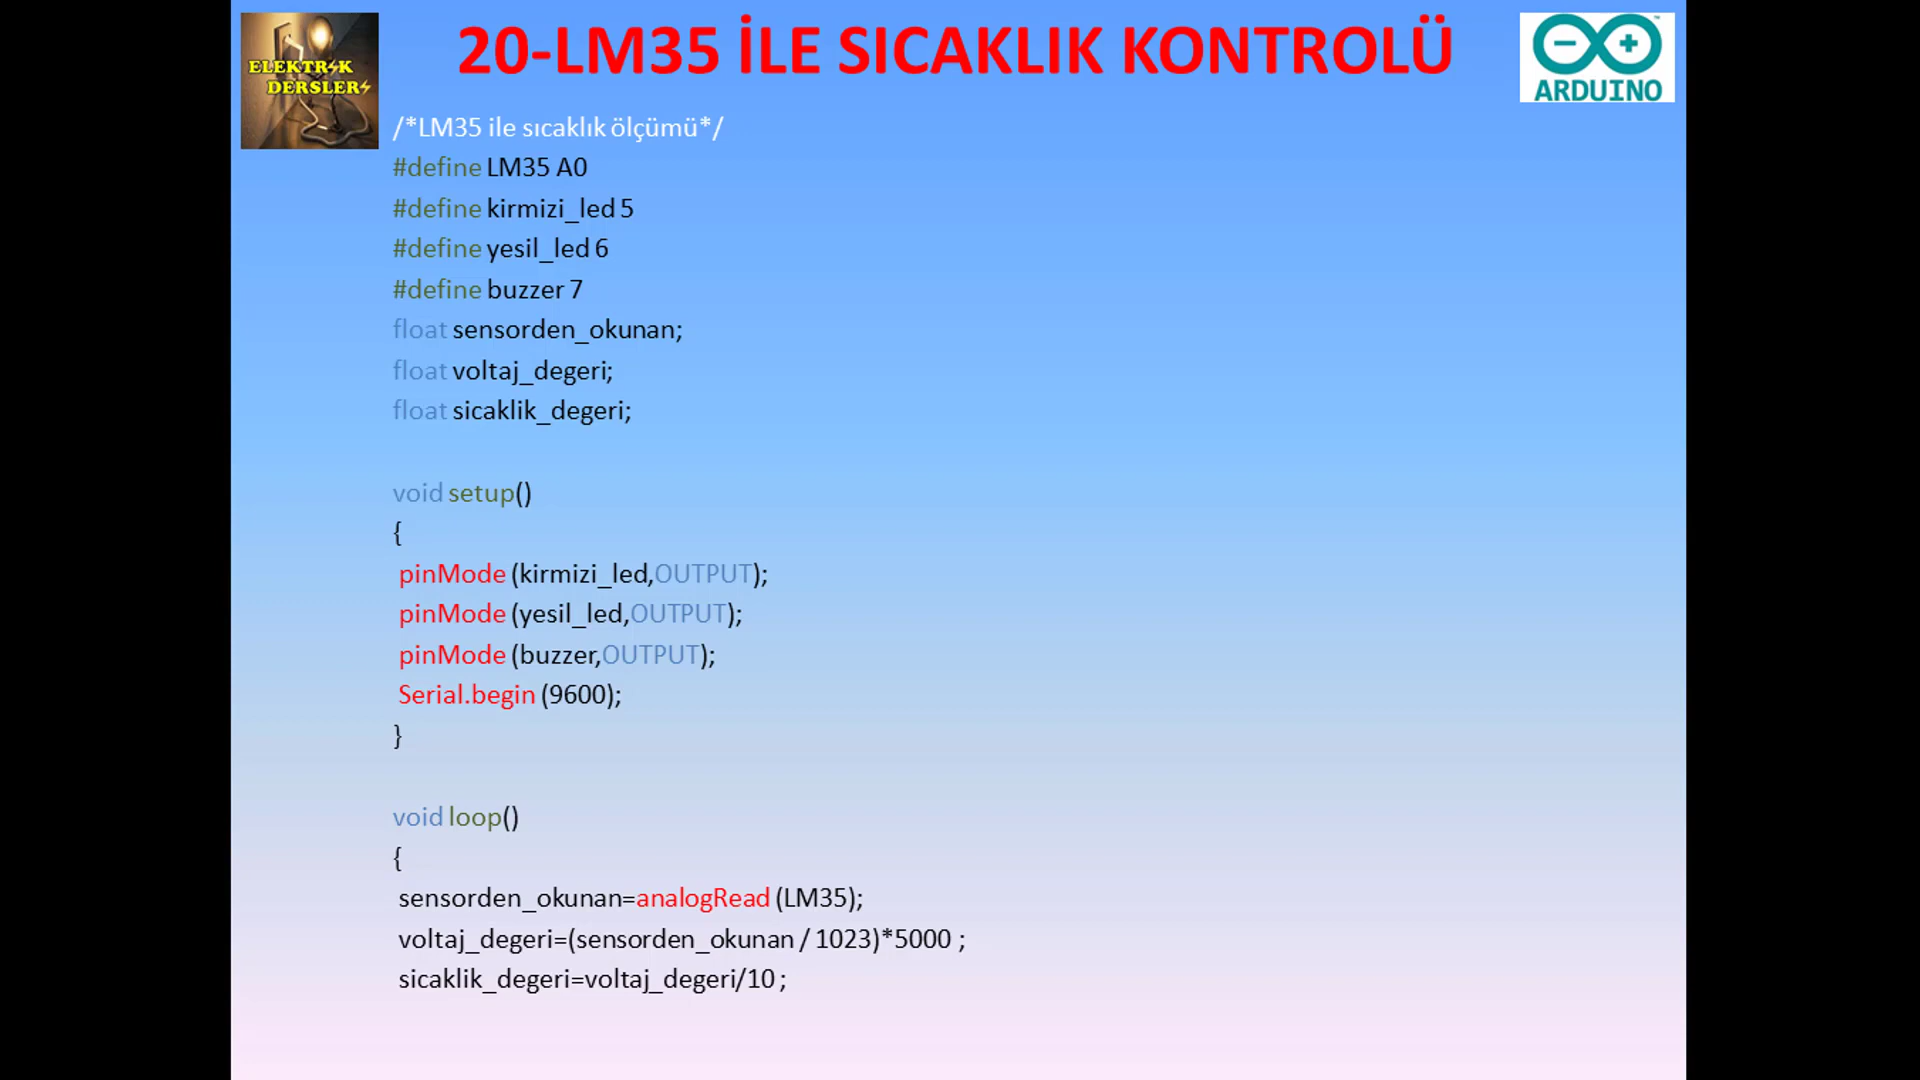 ELEKTRİK
DERSLERİ
20-LM35 İLE SICAKLIK KONTROLÜ
ARDUINO
TM
/*LM35 ile sıcaklık ölçümü*/
#define LM35 A0
#define kirmizi_led 5
#define yesil_led 6
#define buzzer 7
float sensorden_okunan;
float voltaj_degeri;
float sicaklik_degeri;
void setup()
{
pinMode (kirmizi_led,OUTPUT);
pinMode (yesil_led,OUTPUT);
pinMode (buzzer,OUTPUT);
Serial.begin (9600);
}
void loop()
{
sensorden_okunan=analogRead (LM35);
voltaj_degeri=(sensorden_okunan / 1023)*5000 ;
sicaklik_degeri=voltaj_degeri/10 ;